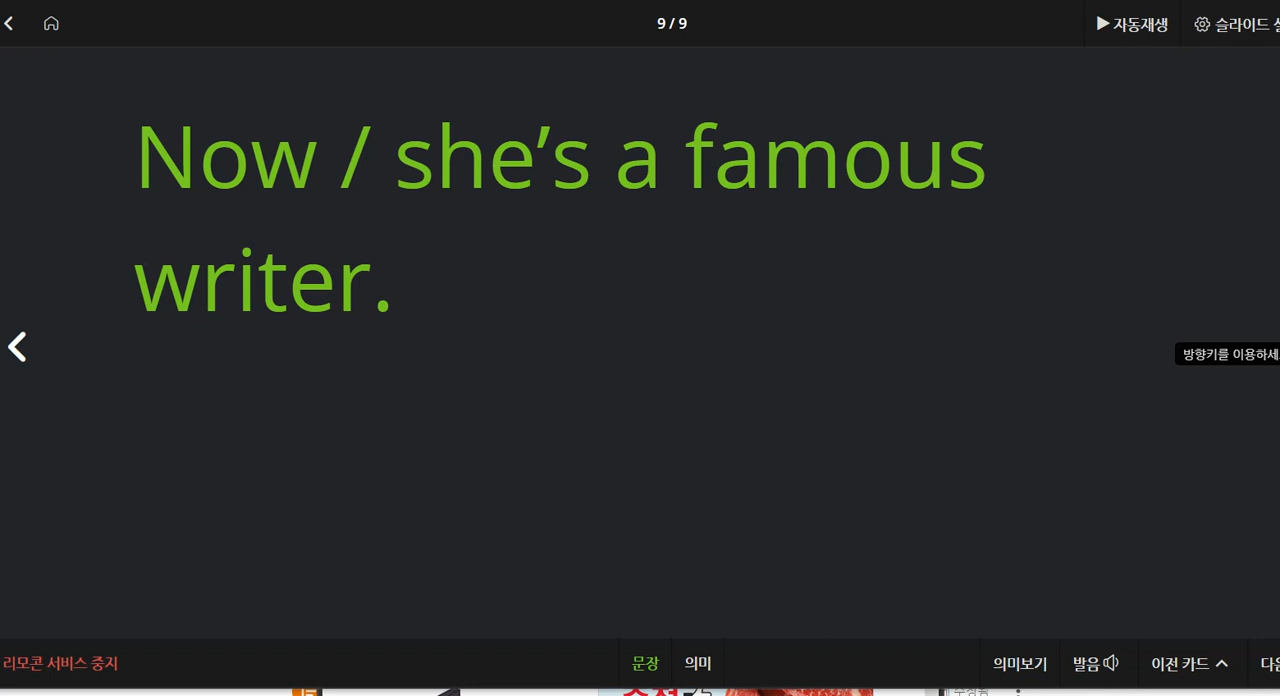 9 / 9
자동재생
슬라이드
Now / she’s a famous
writer.
방향키를 이용하세
리모콘 서비스 중지
문장
의미
의미보기
발음
이전 카드